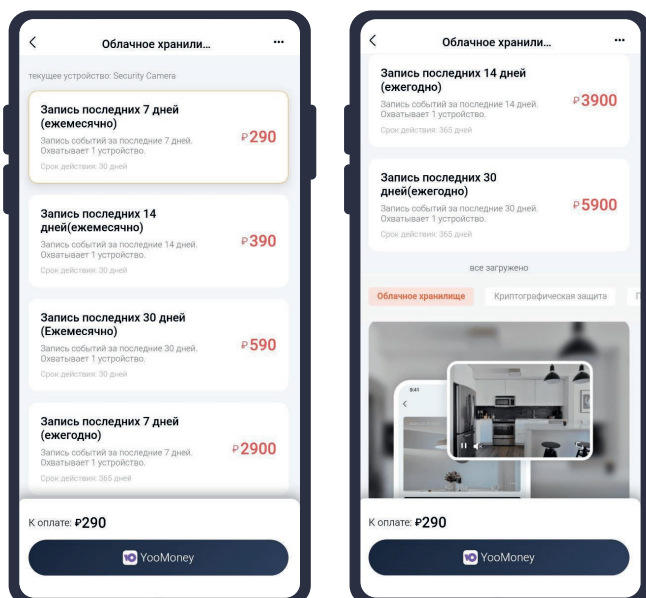 Облачное хранили...
текущее устройство: Security Camera
Запись последних 7 дней
(ежемесячно)
Запись событий за последние 7 дней.
Охватывает 1 устройство.
Срок действия: 30 дней
₽290
Запись последних 14
дней(ежемесячно)
Запись событий за последние 14 дней.
Охватывает 1 устройство.
Срок действия: 30 дней
₽390
Запись последних 30 дней
(Ежемесячно)
Запись событий за последние 30 дней.
Охватывает 1 устройство.
Срок действия: 30 дней
₽590
Запись последних 7 дней
(ежегодно)
Запись событий за последние 7 дней.
Охватывает 1 устройство.
Срок действия: 365 дней
₽2900
К оплате: ₽290
YooMoney
Облачное хранили...
Запись последних 14 дней
(ежегодно)
Запись событий за последние 14 дней.
Охватывает 1 устройство.
Срок действия: 365 дней
₽3900
Запись последних 30
дней(ежегодно)
Запись событий за последние 30 дней.
Охватывает 1 устройство.
Срок действия: 365 дней
₽5900
все загружено
Облачное хранилище Криптографическая защита
9:41
К оплате: ₽290
YooMoney